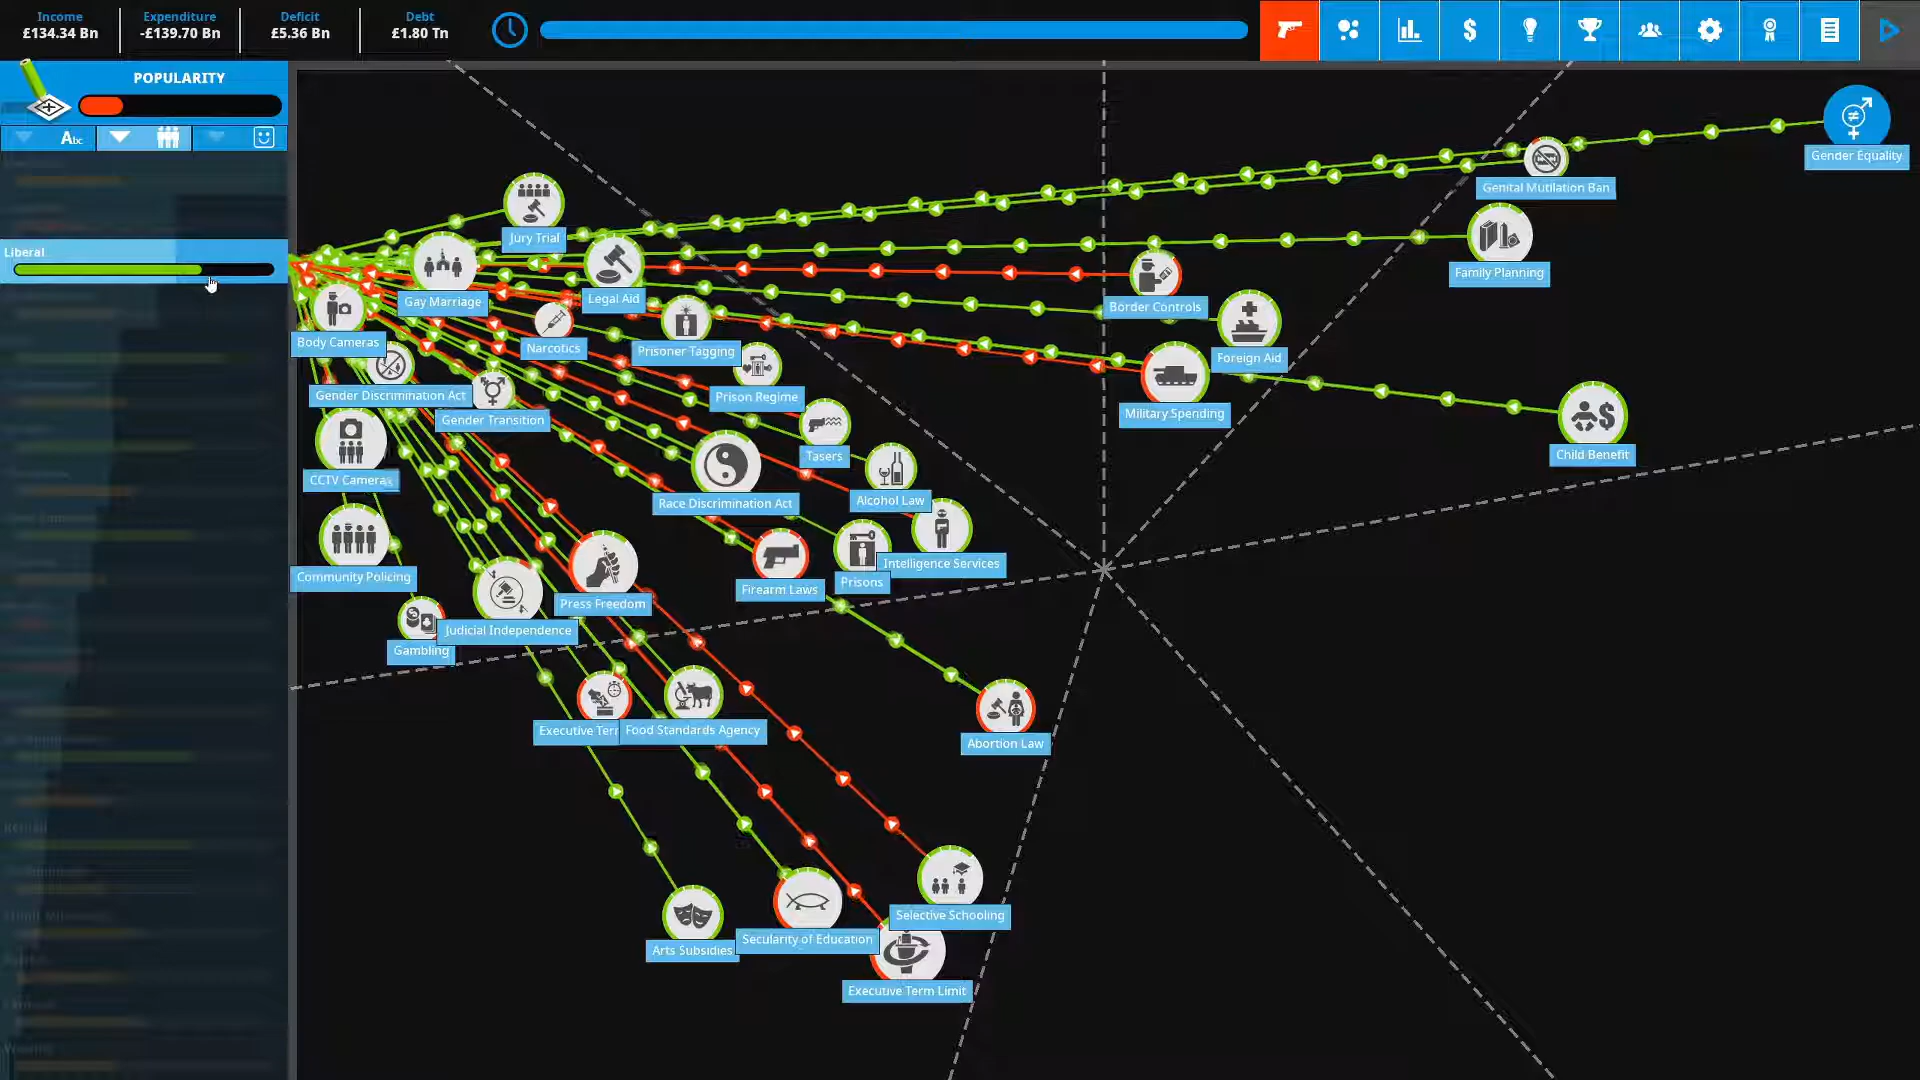 Income
Expenditure
Deficit
Debt
£134.34 Bn
-£139.70 Bn
£5.36 Bn
£1.80 Tn
POPULARITY
Abc
Liberal
Gender Equality
Genital Mutilation Ban
Jury Trial
Family Planning
Gay Marriage
Legal Aid
Border Controls
Body Cameras
Narcotics
Prisoner Tagging
Foreign Aid
Gender Discrimination Act
Prison Regime
Military Spending
Gender Transition
Tasers
Child Benefit
CCTV Cameras
Race Discrimination Act
Alcohol Law
Intelligence Services
Community Policing
Firearm Laws
Prisons
Press Freedom
Judicial Independence
Gambling
Executive Ter
Food Standards Agency
Abortion Law
Selective Schooling
Secularity of Education
Arts Subsidies
Executive Term Limit